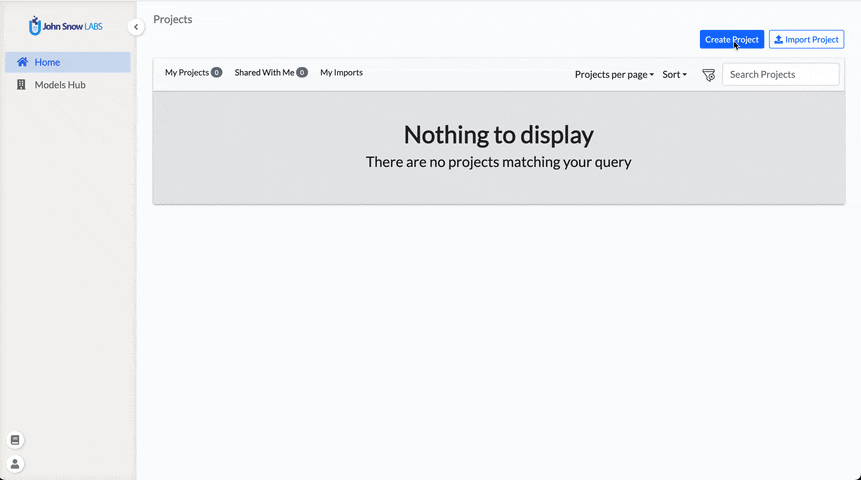 John Snow LABS
Projects
Create Project
Import Project
Home
Models Hub
My Projects 0
Shared With Me 0
My Imports
Projects per page
Sort
Search Projects
Nothing to display
There are no projects matching your query